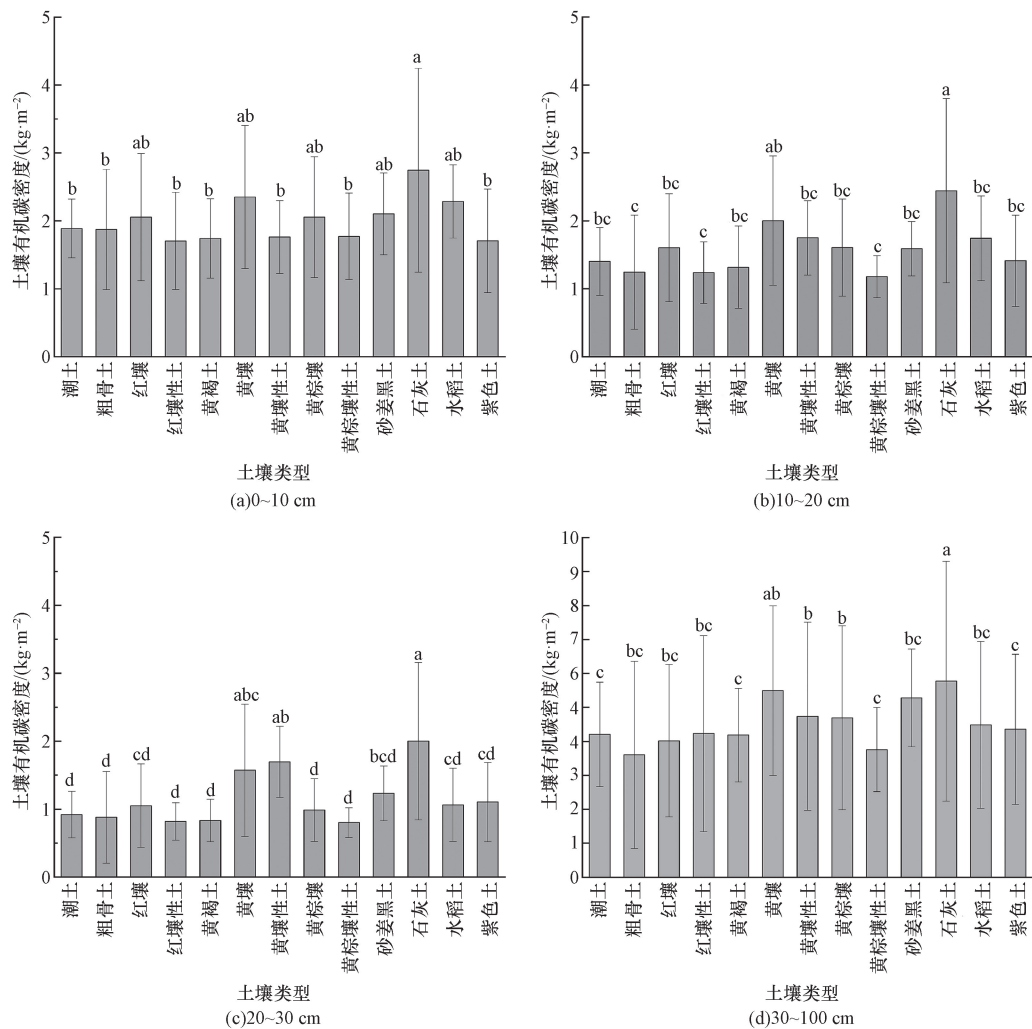 5
4
3
2
1
0
土壤有机碳密度/(kg·m⁻²)
b
b
ab
b
b
ab
b
ab
b
ab
a
ab
b
潮土
粗骨土
红壤
红壤性土
黄褐土
黄壤
黄壤性土
黄棕壤
黄棕壤性土
砂姜黑土
石灰土
水稻土
紫色土
土壤类型
(a)0~10 cm
5
4
3
2
1
0
土壤有机碳密度/(kg·m⁻²)
bc
c
bc
c
bc
ab
bc
bc
c
bc
a
bc
bc
潮土
粗骨土
红壤
红壤性土
黄褐土
黄壤
黄壤性土
黄棕壤
黄棕壤性土
砂姜黑土
石灰土
水稻土
紫色土
土壤类型
(b)10~20 cm
5
4
3
2
1
0
土壤有机碳密度/(kg·m⁻²)
d
d
cd
d
d
abc
ab
d
d
bcd
a
cd
cd
潮土
粗骨土
红壤
红壤性土
黄褐土
黄壤
黄壤性土
黄棕壤
黄棕壤性土
砂姜黑土
石灰土
水稻土
紫色土
土壤类型
(c)20~30 cm
10
9
8
7
6
5
4
3
2
1
0
土壤有机碳密度/(kg·m⁻²)
c
bc
bc
bc
c
ab
b
b
c
bc
a
bc
c
潮土
粗骨土
红壤
红壤性土
黄褐土
黄壤
黄壤性土
黄棕壤
黄棕壤性土
砂姜黑土
石灰土
水稻土
紫色土
土壤类型
(d)30~100 cm